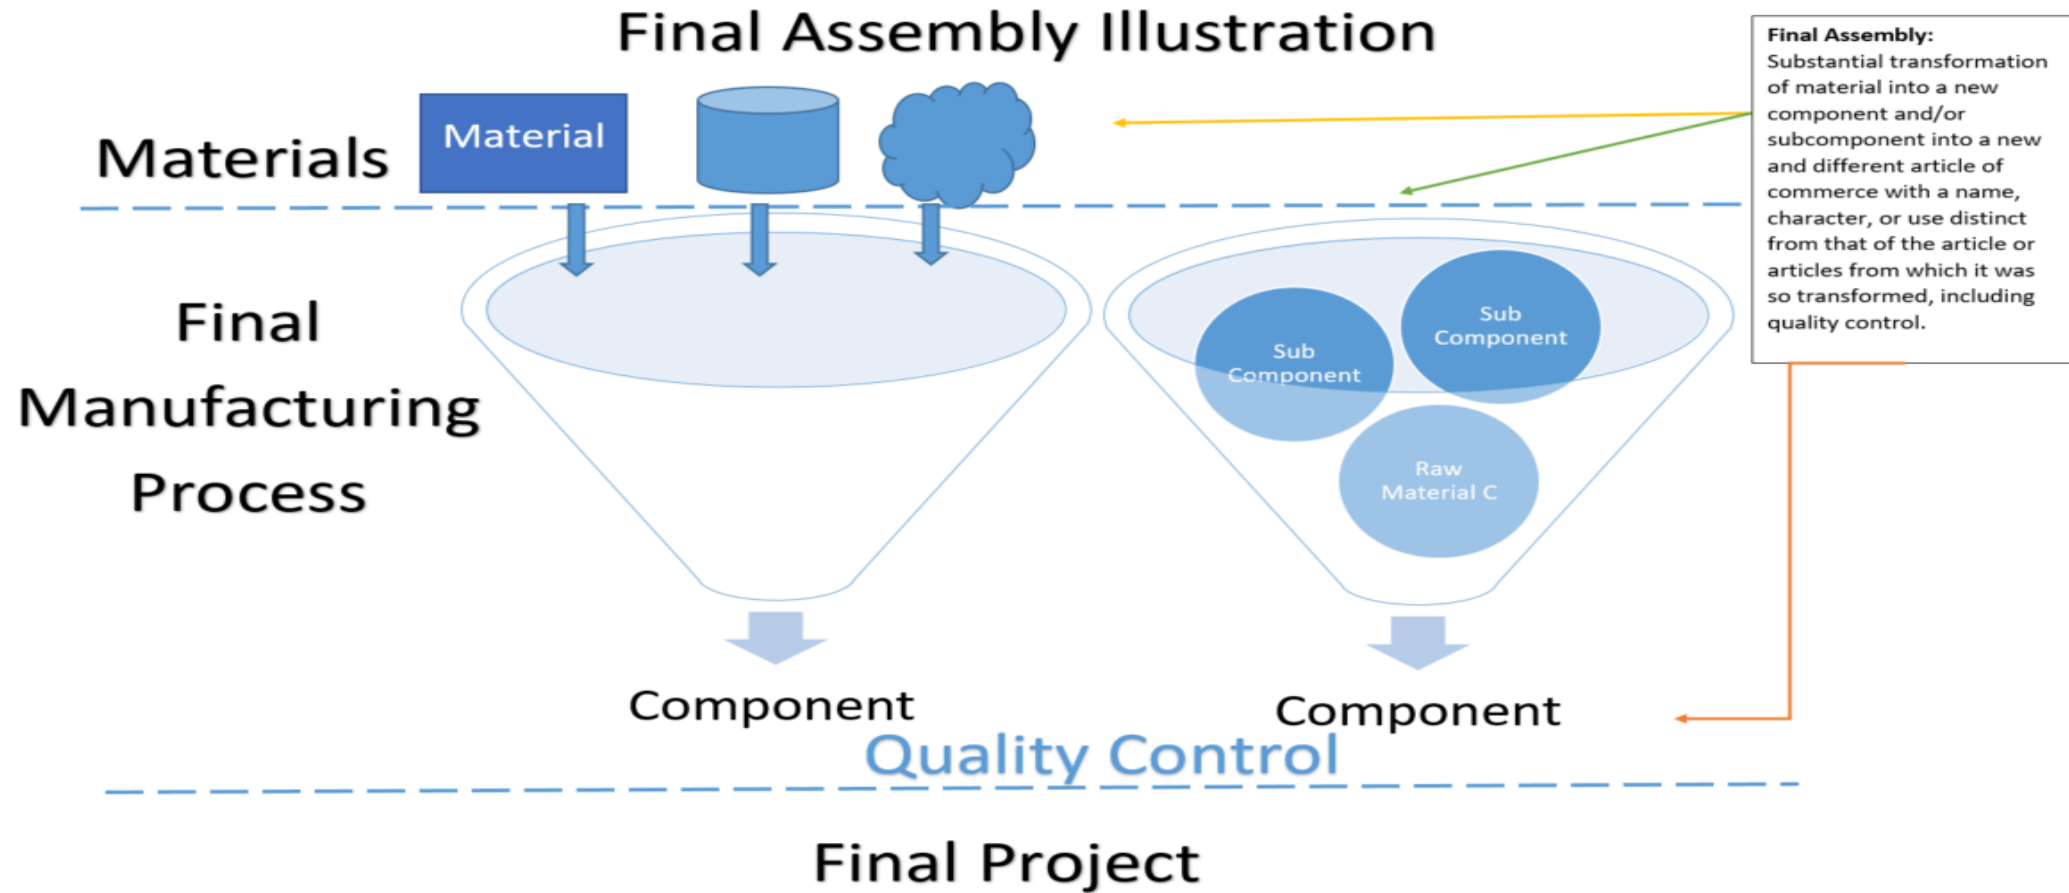 Final Assembly Illustration
Materials
Material
Final
Manufacturing
Process
Sub
Component
Sub
Component
Raw
Material C
Component
Component
Quality Control
Final Project
Final Assembly:
Substantial transformation
of material into a new
component and/or
subcomponent into a new
and different article of
commerce with a name,
character, or use distinct
from that of the article or
articles from which it was
so transformed, including
quality control.